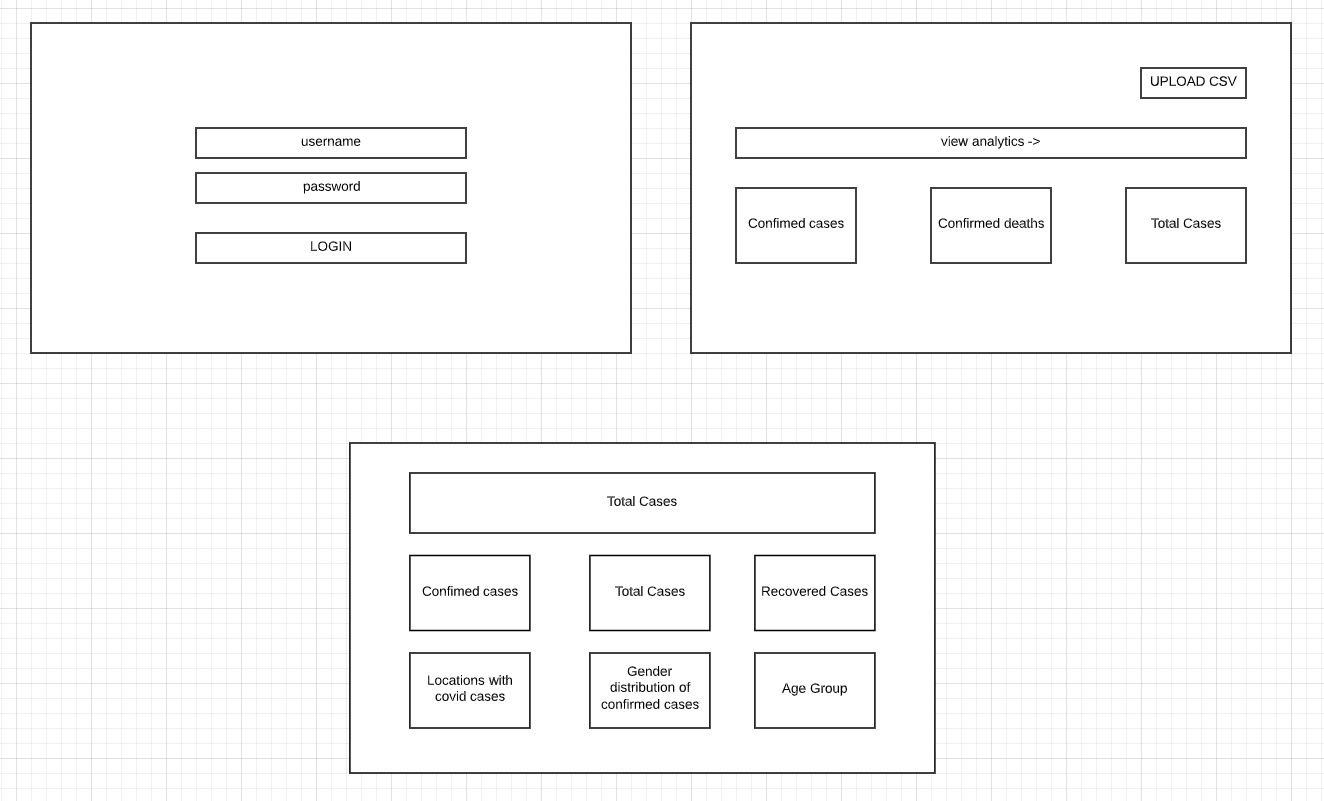 username
password
LOGIN
UPLOAD CSV
view analytics ->
Confimed cases
Confirmed deaths
Total Cases
Total Cases
Confimed cases
Total Cases
Recovered Cases
Locations with
covid cases
Gender
distribution of
confirmed cases
Age Group